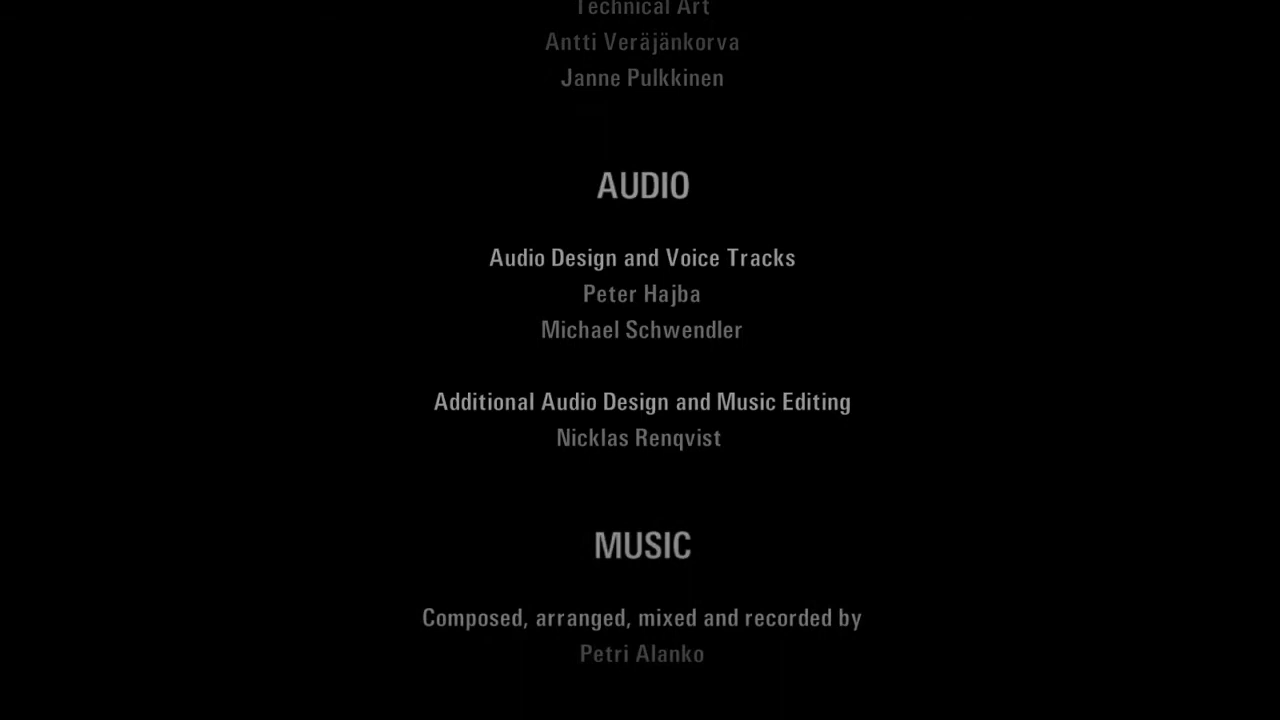 Technical Art
Antti Veräjänkorva
Janne Pulkkinen
AUDIO
Audio Design and Voice Tracks
Peter Hajba
Michael Schwendler
Additional Audio Design and Music Editing
Nicklas Renqvist
MUSIC
Composed, arranged, mixed and recorded by
Petri Alanko